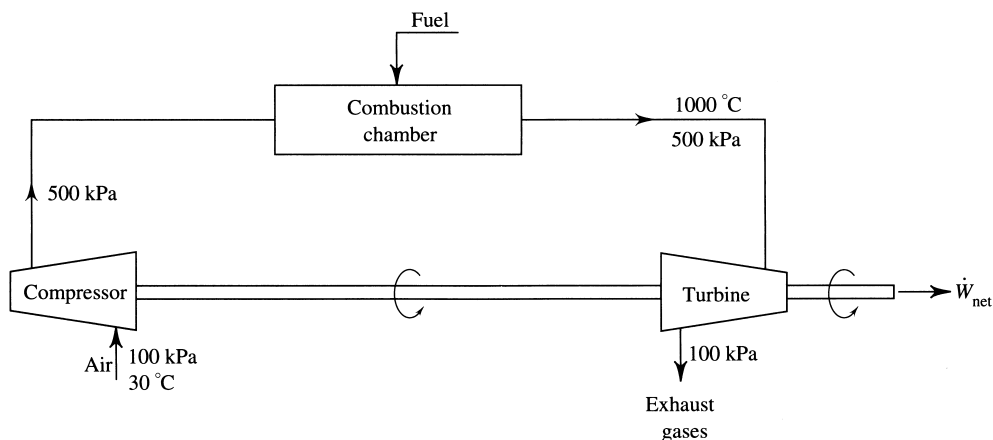 Fuel
Combustion
chamber
1000 °C
500 kPa
500 kPa
Compressor
Turbine
Ẇnet
Air
100 kPa
30 °C
100 kPa
Exhaust
gases